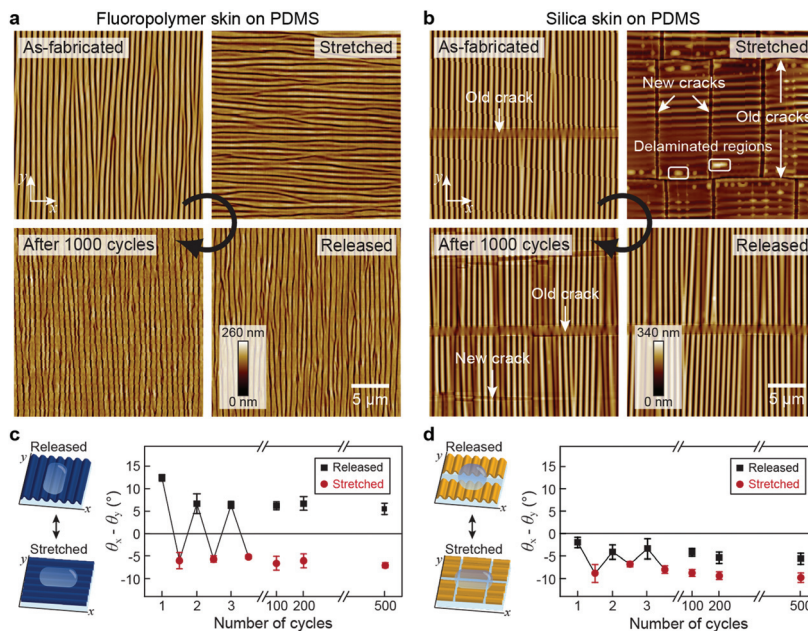 a Fluoropolymer skin on PDMS
As-fabricated
Stretched
y
x
After 1000 cycles
Released
260 nm
0 nm
5 µm
b Silica skin on PDMS
As-fabricated
Old crack
y
x
Stretched
New cracks
Old cracks
Delaminated regions
After 1000 cycles
Old crack
New crack
Released
340 nm
0 nm
5 µm
c
Released
y
x
Stretched
y
x
θx - θy (°)
15
10
5
0
-5
-10
Released
Stretched
1 2 3 100 200 500
Number of cycles
d
Released
y
x
Stretched
y
x
θx - θy (°)
15
10
5
0
-5
-10
Released
Stretched
1 2 3 100 200 500
Number of cycles